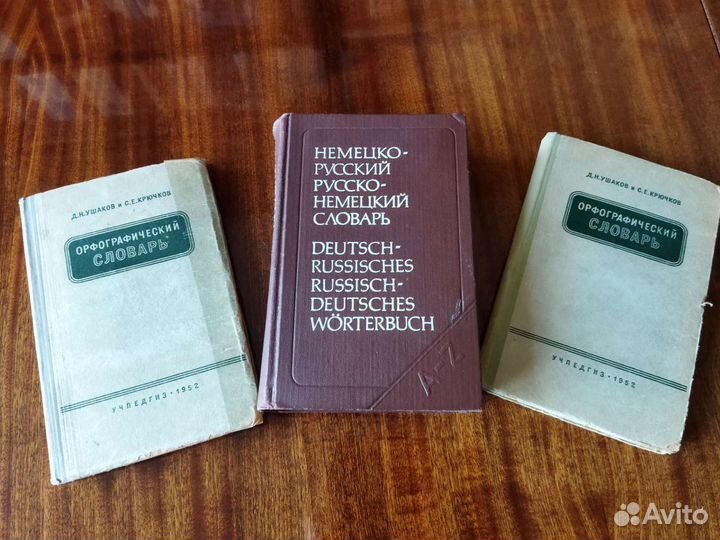 Д.Н.УШАКОВ и С.Е.КРЮЧКОВ
ОРФОГРАФИЧЕСКИЙ
СЛОВАРЬ
УЧПЕДГИЗ · 1952
НЕМЕЦКО-
РУССКИЙ
РУССКО-
НЕМЕЦКИЙ
СЛОВАРЬ
DEUTSCH-
RUSSISCHES
RUSSISCH-
DEUTSCHES
WÖRTERBUCH
A-Z
Д.Н.УШАКОВ и С.Е.КРЮЧКОВ
ОРФОГРАФИЧЕСКИЙ
СЛОВАРЬ
УЧПЕДГИЗ · 1952
Avito